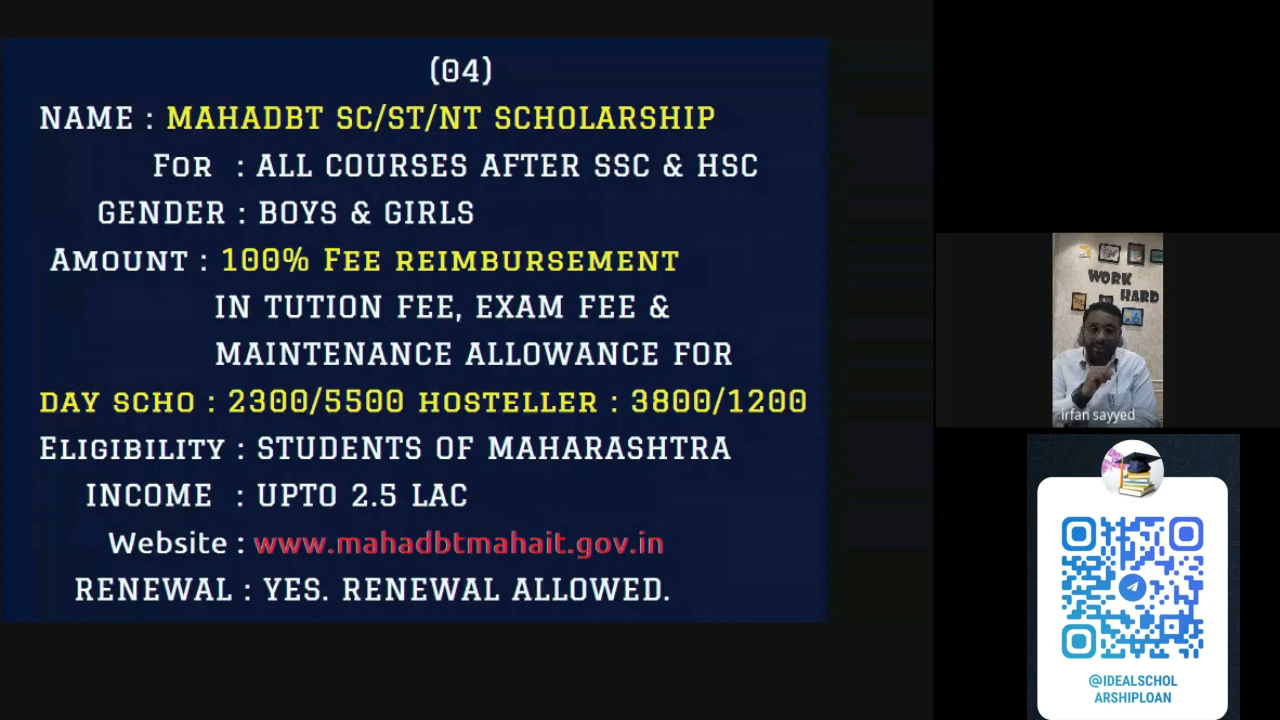 (04)
NAME : MAHADBT SC/ST/NT SCHOLARSHIP
FOR : ALL COURSES AFTER SSC & HSC
GENDER : BOYS & GIRLS
AMOUNT : 100% FEE REIMBURSEMENT
IN TUTION FEE, EXAM FEE &
MAINTENANCE ALLOWANCE FOR
DAY SCHO : 2300/5500 HOSTELLER : 3800/1200
ELIGIBILITY : STUDENTS OF MAHARASHTRA
INCOME : UPTO 2.5 LAC
Website : www.mahadbtmahait.gov.in
RENEWAL : YES. RENEWAL ALLOWED.
WORK
HARD
irfan sayyed
@IDEALSCHOL
ARSHIPLOAN